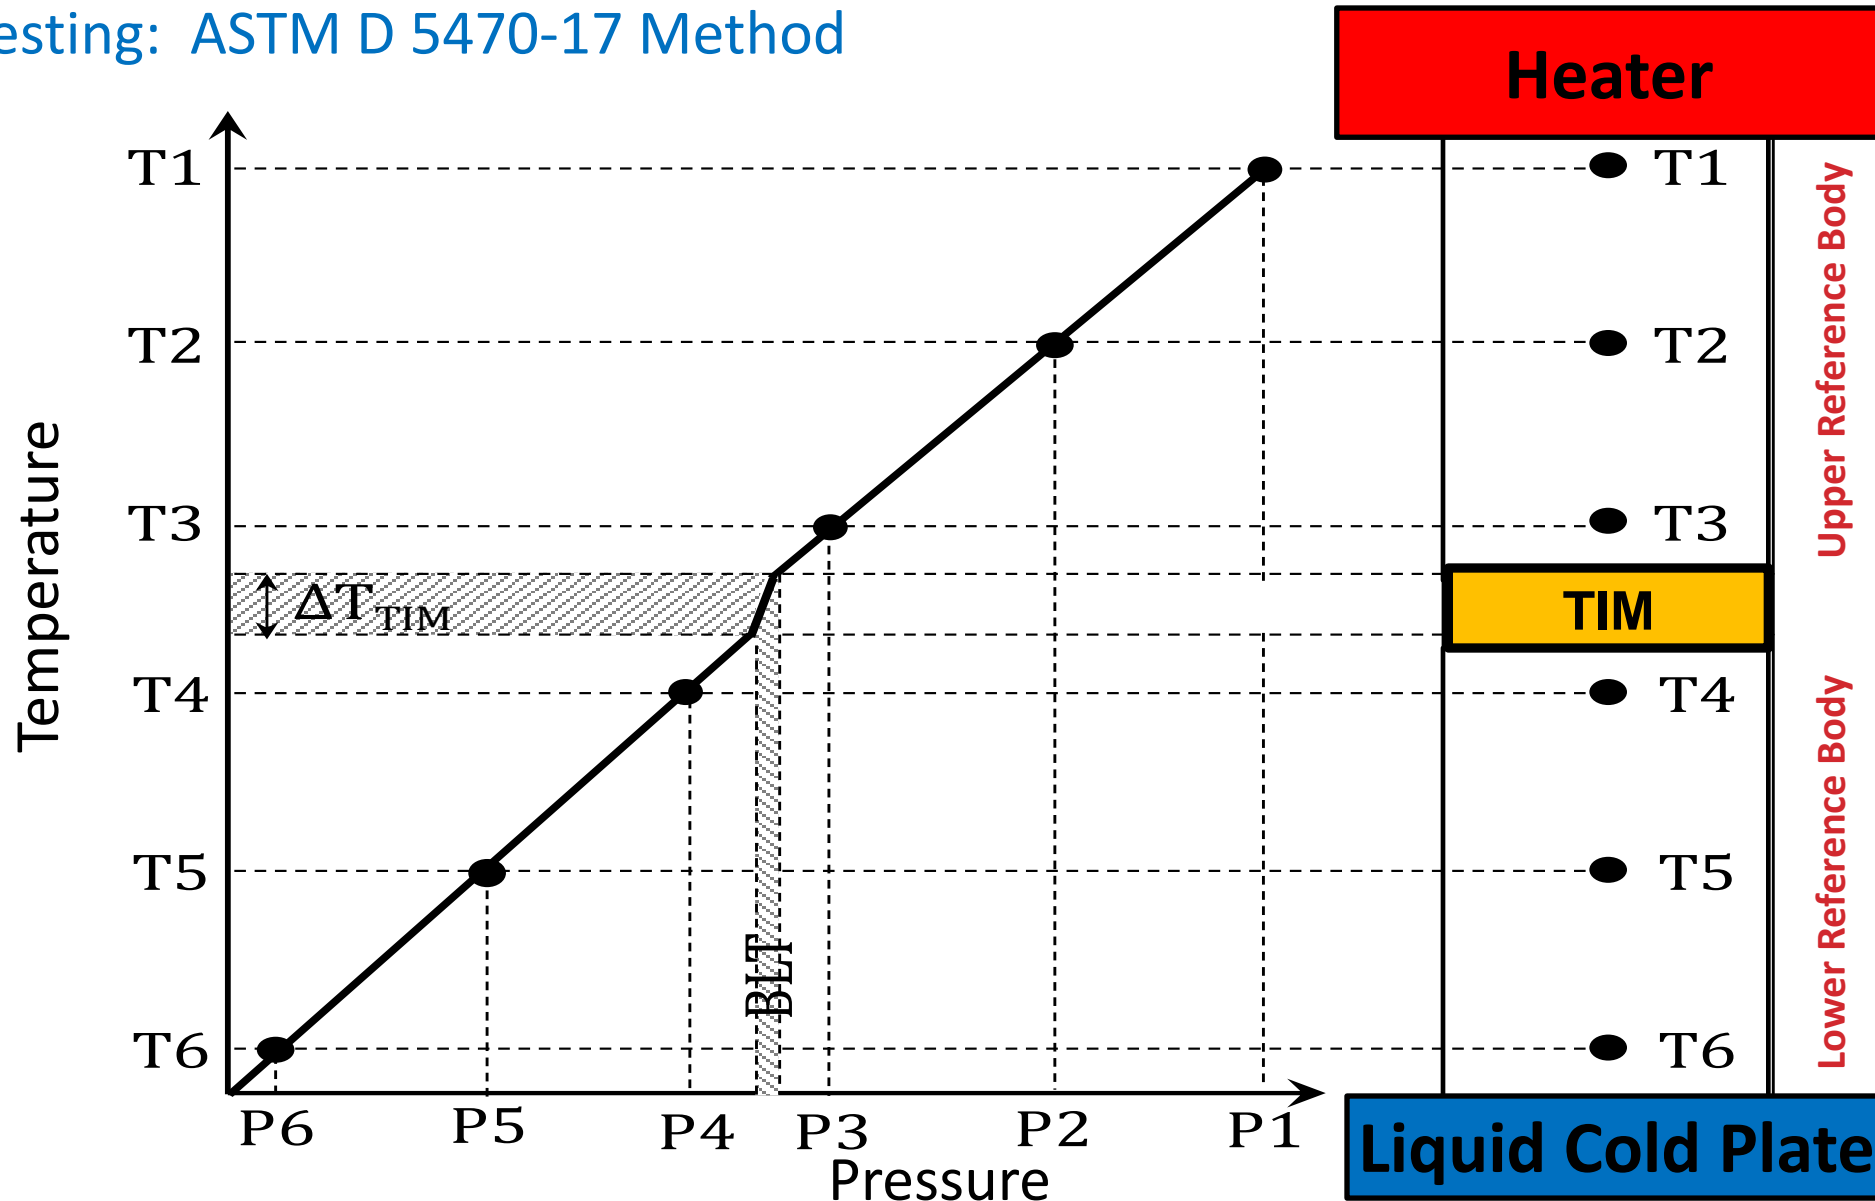 esting: ASTM D 5470-17 Method
Heater
T1
T2
T3
ΔT_TIM
T4
T5
T6
Temperature
BLT
P6
P5
P4
P3
P2
P1
Pressure
T1
T2
T3
TIM
T4
T5
T6
Upper Reference Body
Lower Reference Body
Liquid Cold Plate